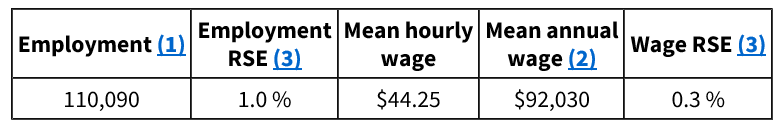 Employment (1) Employment RSE (3) Mean hourly wage Mean annual wage (2) Wage RSE (3)
110,090 1.0 % $44.25 $92,030 0.3 %